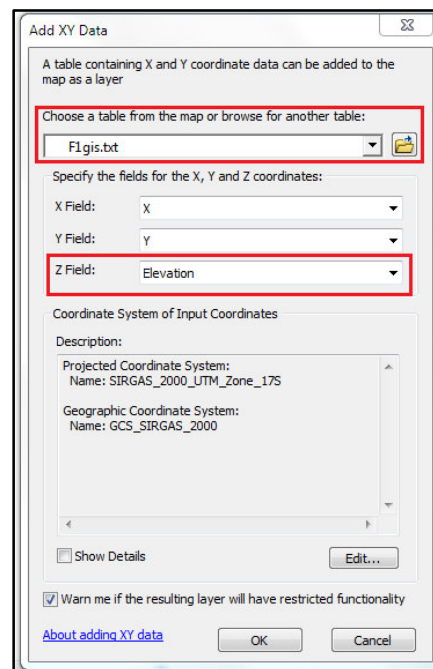 Add XY Data
A table containing X and Y coordinate data can be added to the
map as a layer
Choose a table from the map or browse for another table:
F1gis.txt
Specify the fields for the X, Y and Z coordinates:
X Field: X
Y Field: Y
Z Field: Elevation
Coordinate System of Input Coordinates
Description:
Projected Coordinate System:
Name: SIRGAS_2000_UTM_Zone_17S
Geographic Coordinate System:
Name: GCS_SIRGAS_2000
Show Details Edit...
Warn me if the resulting layer will have restricted functionality
About adding XY data OK Cancel